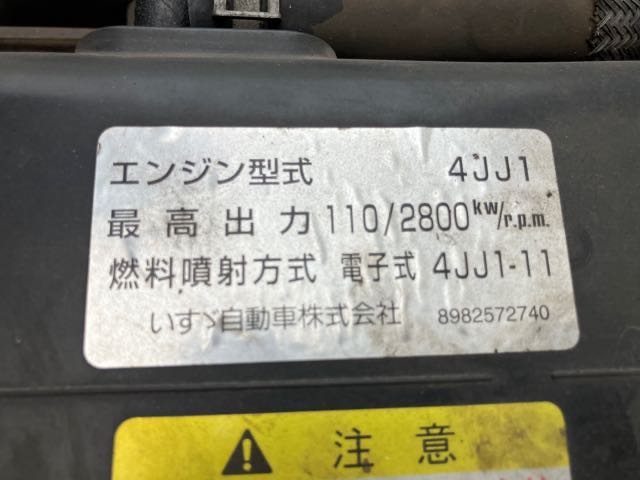 エンジン型式 4JJ1
最高出力 110/2800 kW/r.p.m.
燃料噴射方式 電子式 4JJ1-11
いすゞ自動車株式会社 8982572740
注意